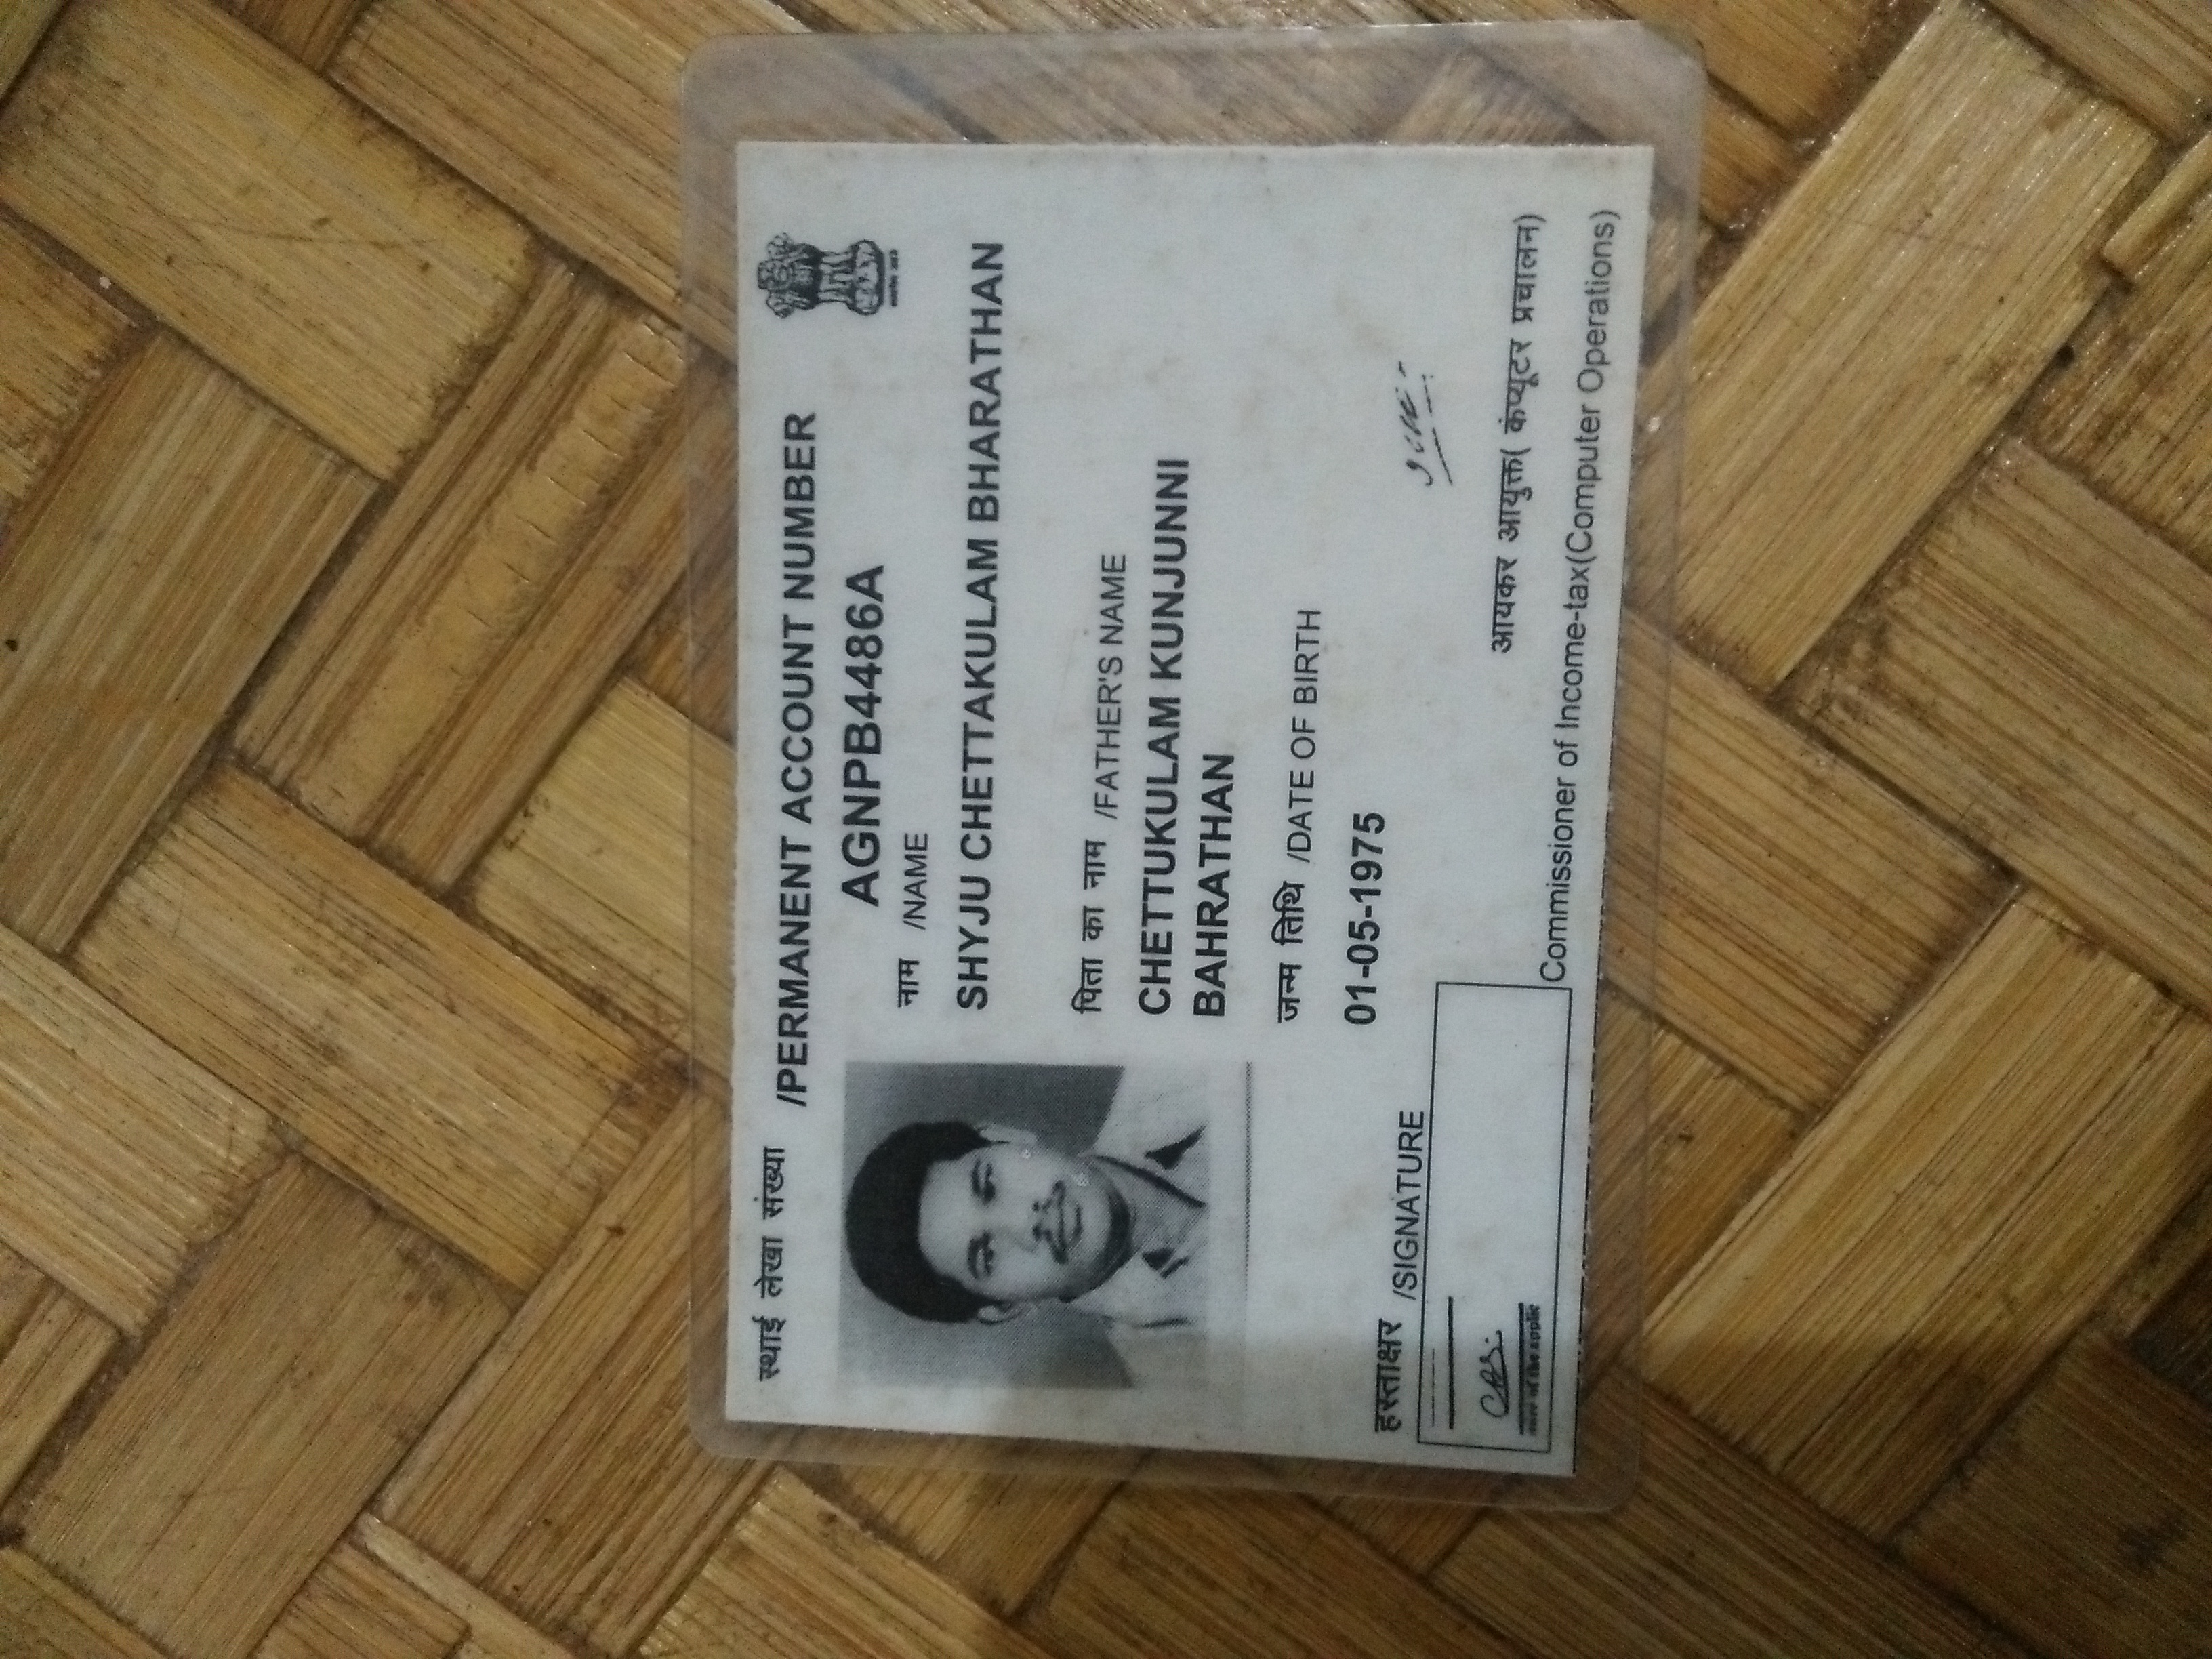 स्थाई लेखा संख्या /PERMANENT ACCOUNT NUMBER
AGNPB4486A
नाम /NAME
SHYJU CHETTAKULAM BHARATHAN
पिता का नाम /FATHER'S NAME
CHETTUKULAM KUNJUNNI
BAHRATHAN
जन्म तिथि /DATE OF BIRTH
01-05-1975
हस्ताक्षर /SIGNATURE
आयकर आयुक्त( कंप्यूटर प्रचालन)
Commissioner of Income-tax(Computer Operations)